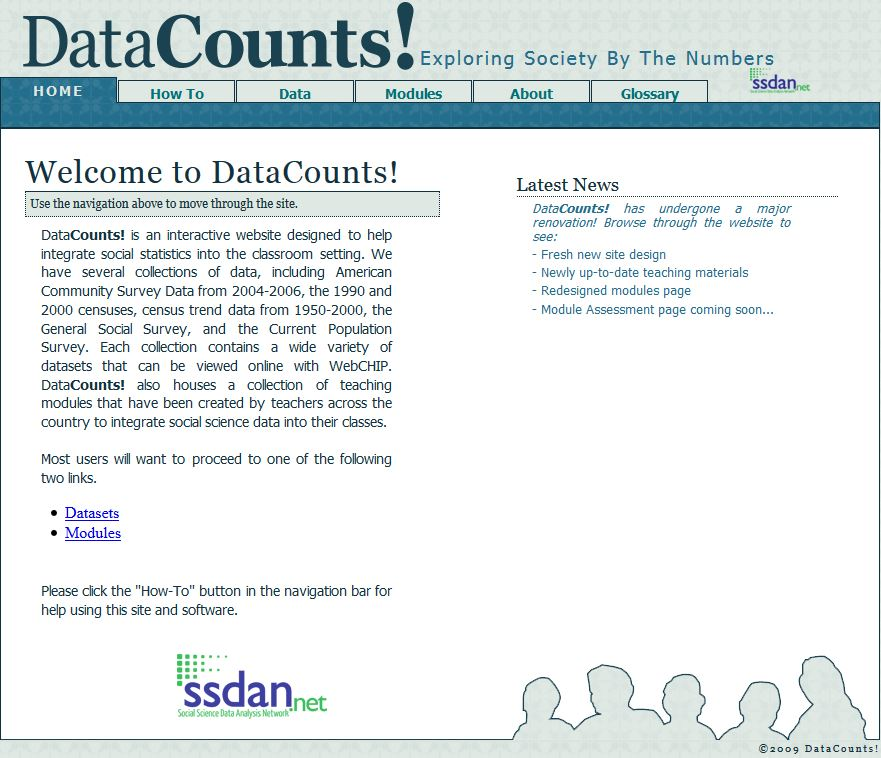 DataCounts!
Exploring Society By The Numbers
ssdan.net
Social Science Data Analysis Network
HOME
How To
Data
Modules
About
Glossary
Welcome to DataCounts!
Use the navigation above to move through the site.
DataCounts! is an interactive website designed to help
integrate social statistics into the classroom setting. We
have several collections of data, including American
Community Survey Data from 2004-2006, the 1990 and
2000 censuses, census trend data from 1950-2000, the
General Social Survey, and the Current Population
Survey. Each collection contains a wide variety of
datasets that can be viewed online with WebCHIP.
DataCounts! also houses a collection of teaching
modules that have been created by teachers across the
country to integrate social science data into their classes.
Most users will want to proceed to one of the following
two links.
• Datasets
• Modules
Please click the "How-To" button in the navigation bar for
help using this site and software.
ssdan.net
Social Science Data Analysis Network
Latest News
DataCounts! has undergone a major
renovation! Browse through the website to
see:
- Fresh new site design
- Newly up-to-date teaching materials
- Redesigned modules page
- Module Assessment page coming soon...
©2009 DataCounts!